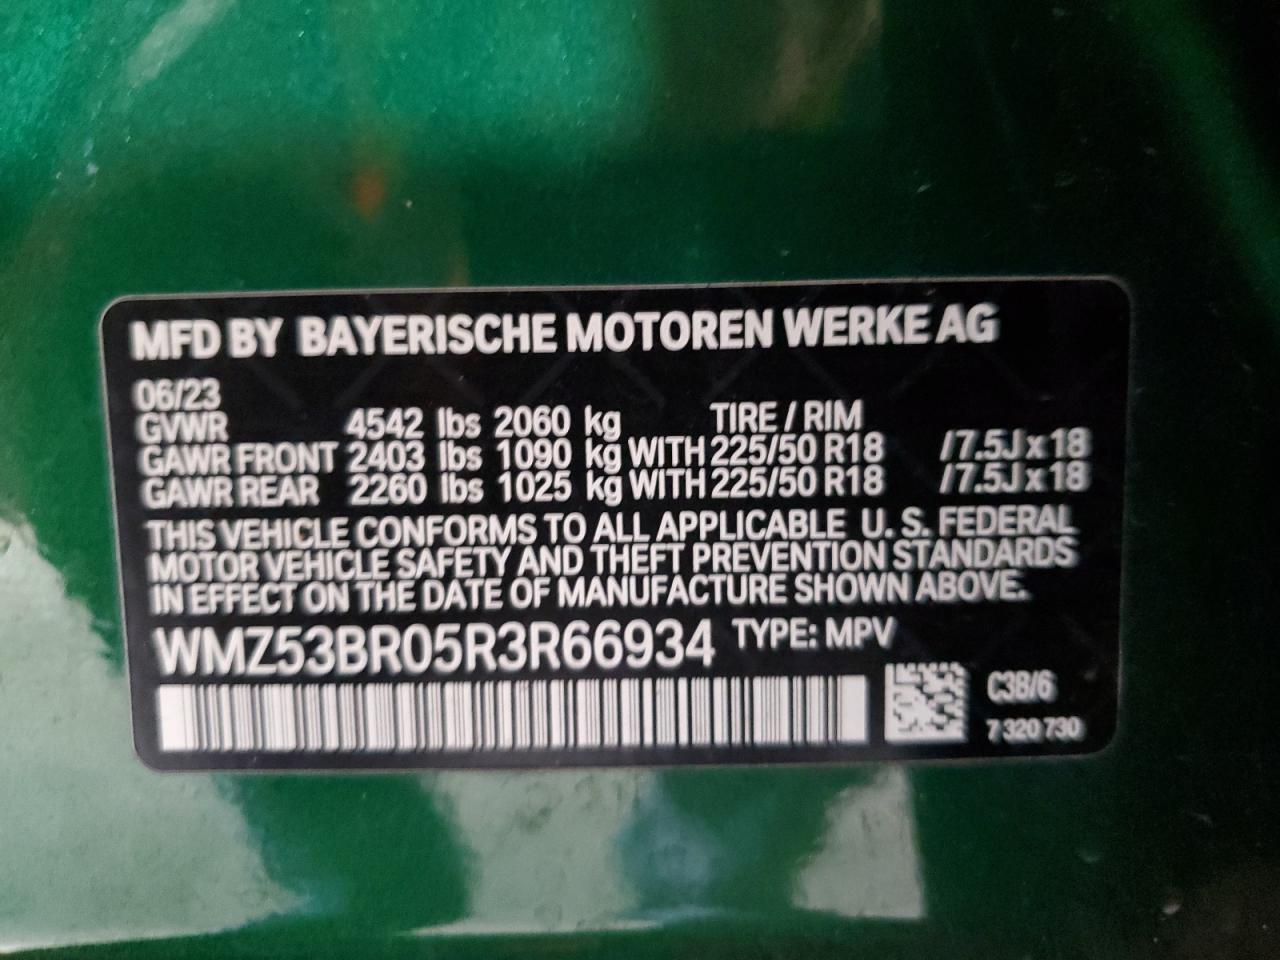 MFD BY BAYERISCHE MOTOREN WERKE AG
06/23
GVWR 4542 lbs 2060 kg TIRE / RIM
GAWR FRONT 2403 lbs 1090 kg WITH 225/50 R18 /7.5J x 18
GAWR REAR 2260 lbs 1025 kg WITH 225/50 R18 /7.5J x 18
THIS VEHICLE CONFORMS TO ALL APPLICABLE U. S. FEDERAL
MOTOR VEHICLE SAFETY AND THEFT PREVENTION STANDARDS
IN EFFECT ON THE DATE OF MANUFACTURE SHOWN ABOVE.
WMZ53BR05R3R66934 TYPE: MPV
C3B/6
7 320 730